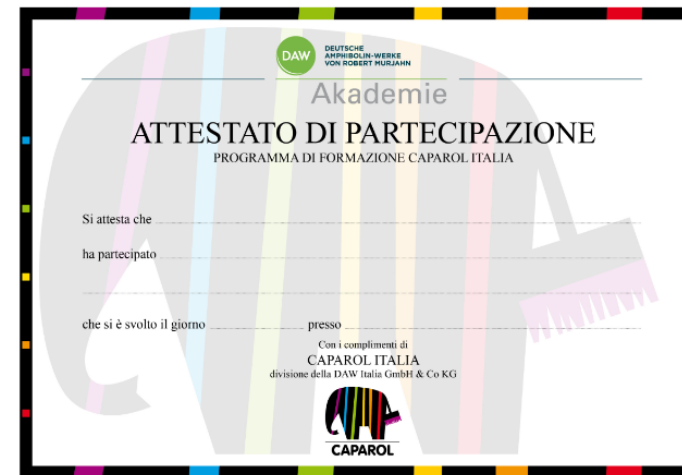 DAW
DEUTSCHE
AMPHIBOLIN-WERKE
VON ROBERT MURJAHN
Akademie
ATTESTATO DI PARTECIPAZIONE
PROGRAMMA DI FORMAZIONE CAPAROL ITALIA
Si attesta che
ha partecipato
che si è svolto il giorno presso
Con i complimenti di
CAPAROL ITALIA
divisione della DAW Italia GmbH & Co KG
CAPAROL